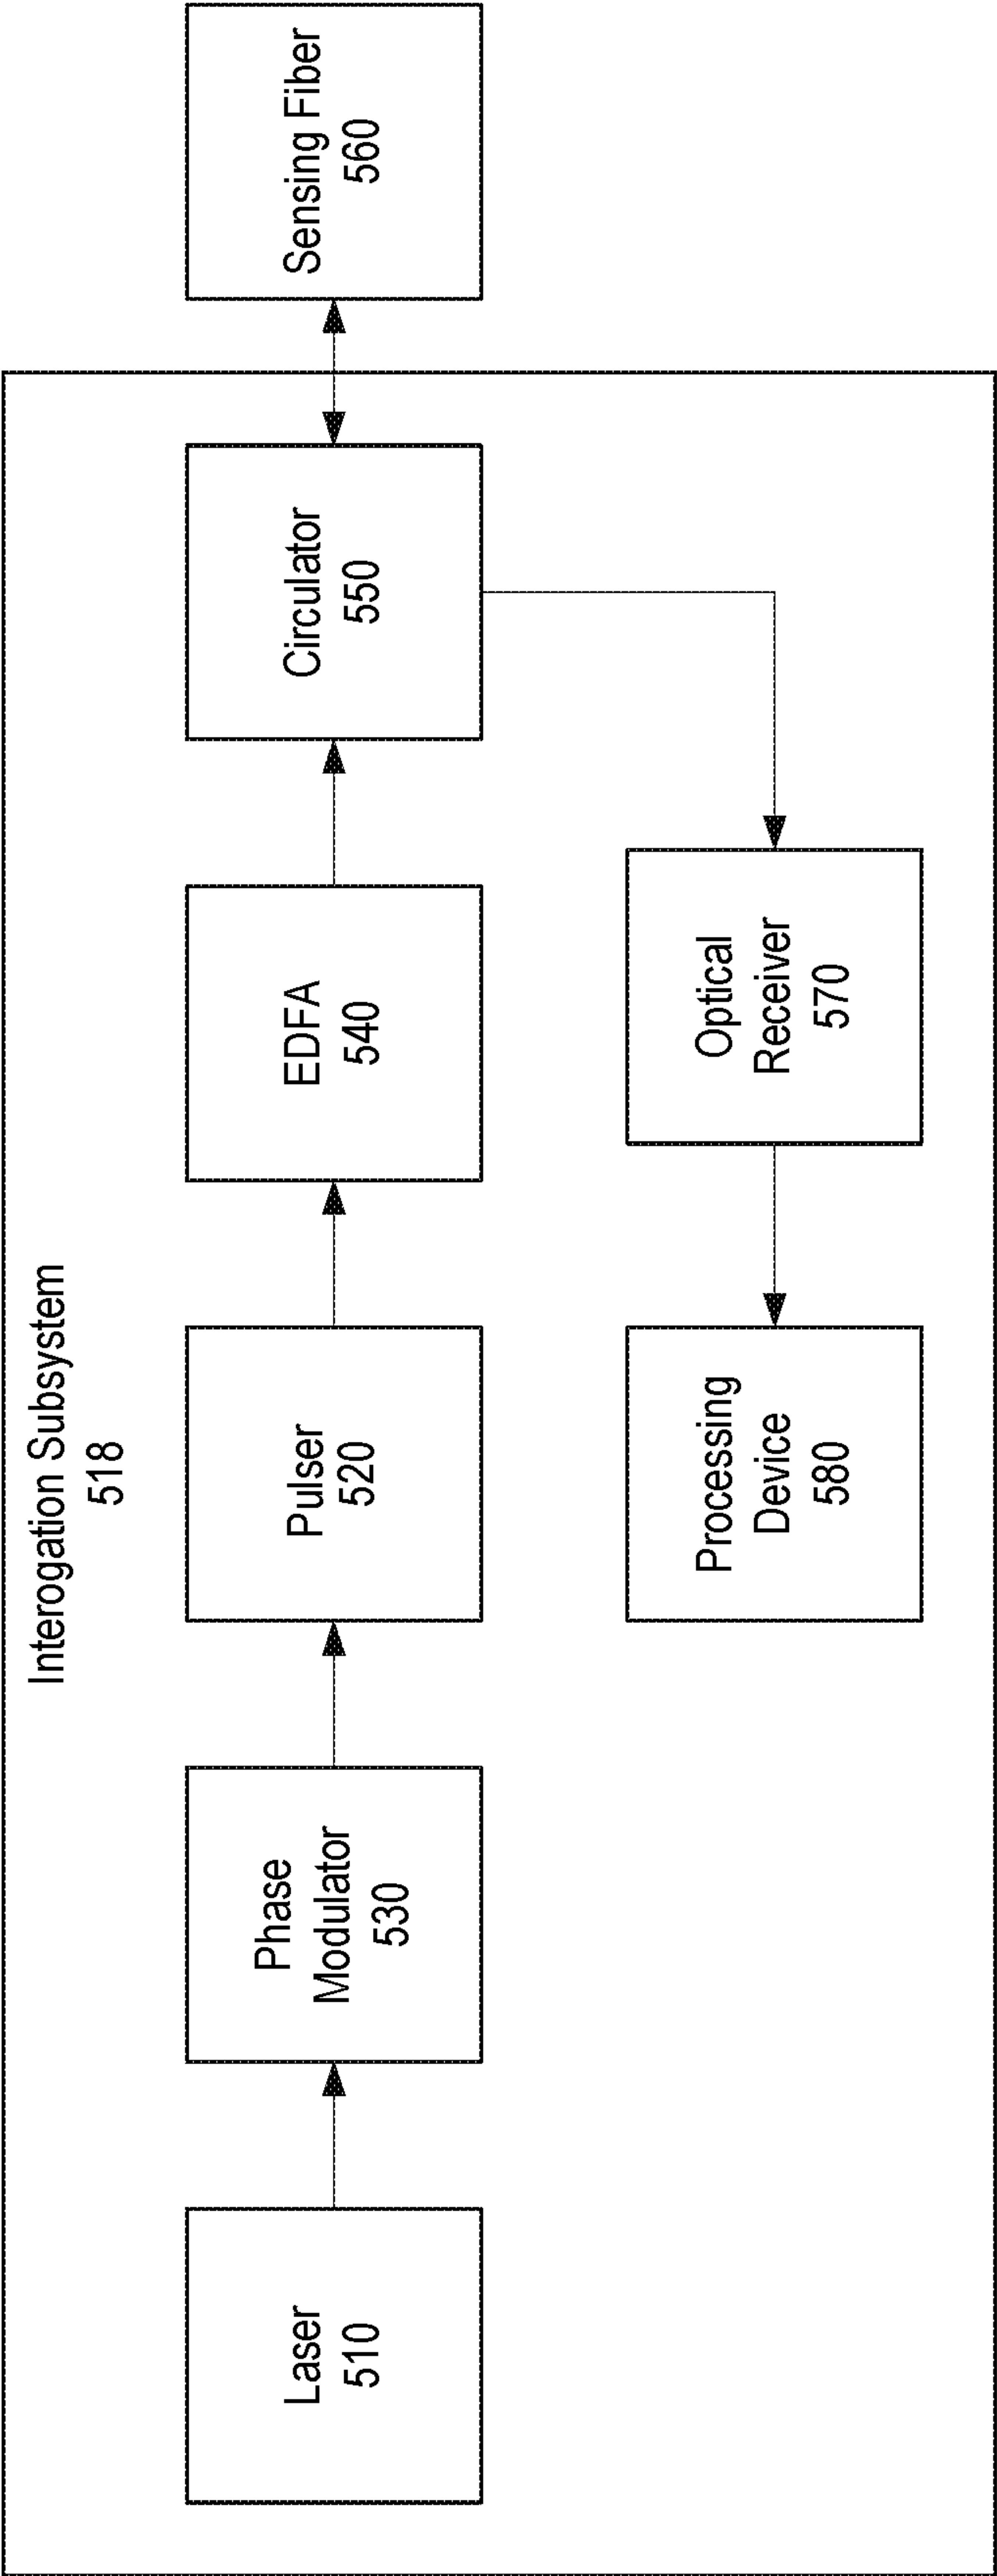 Interogation Subsystem
518
Laser
510
Phase
Modulator
530
Pulser
520
EDFA
540
Circulator
550
Sensing Fiber
560
Processing
Device
580
Optical
Receiver
570